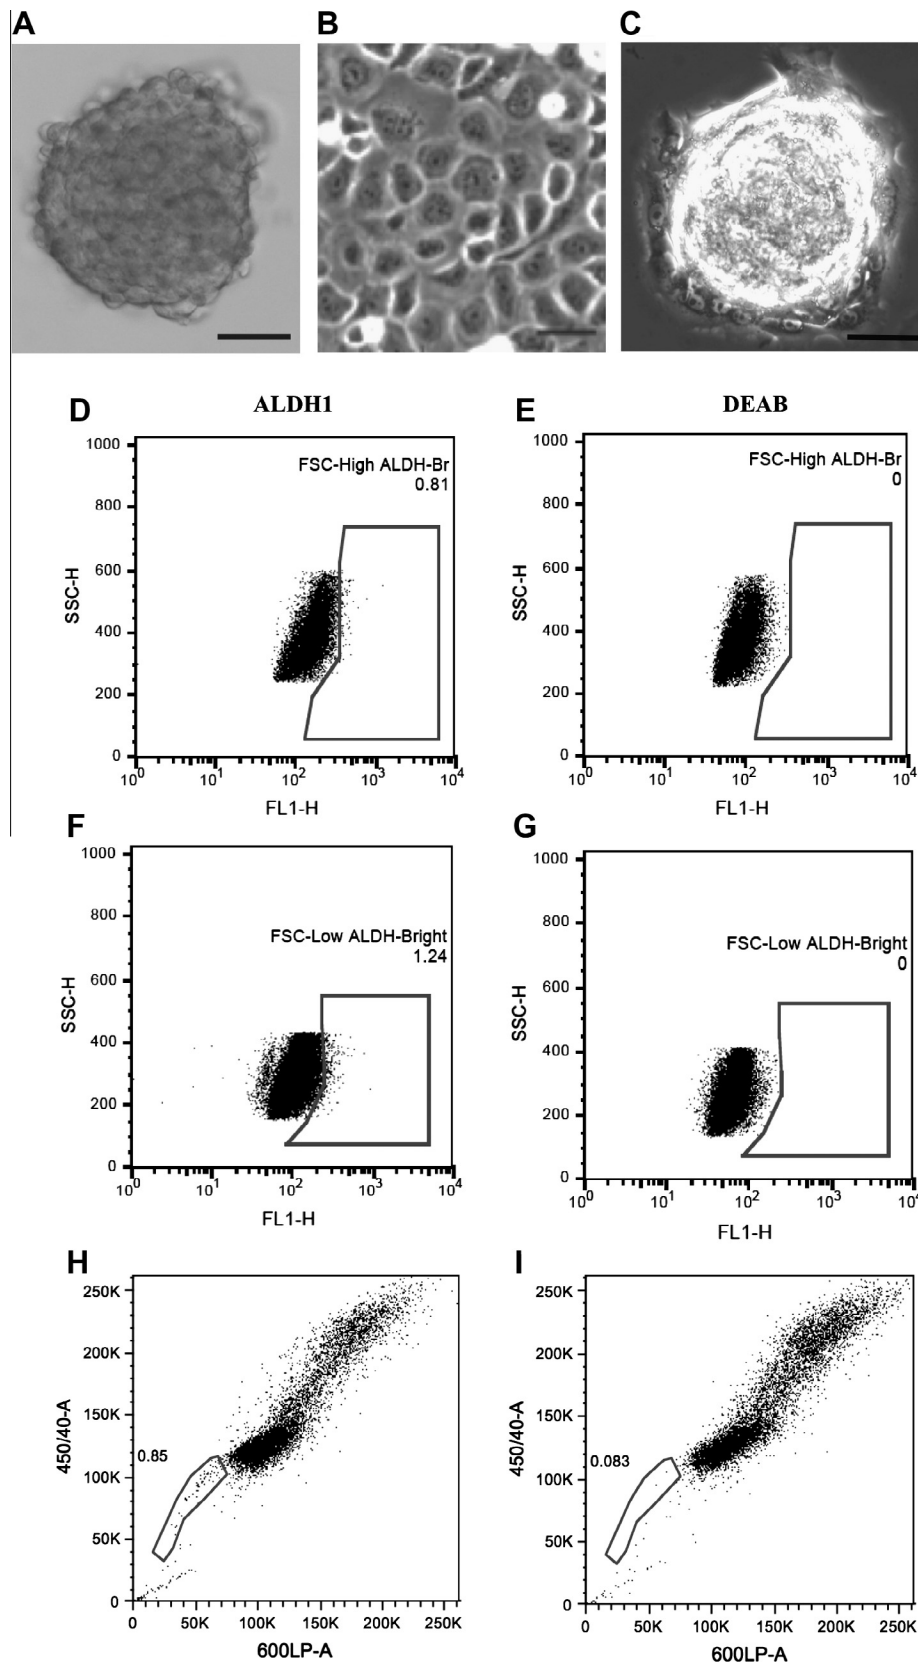 A
B
C
D
ALDH1
E
DEAB
FSC-High ALDH-Br
0.81
1000
800
600
400
200
0
SSC-H
10^0
10^1
10^2
10^3
10^4
FL1-H
FSC-High ALDH-Br
0
1000
800
600
400
200
0
SSC-H
10^0
10^1
10^2
10^3
10^4
FL1-H
F
FSC-Low ALDH-Bright
1.24
1000
800
600
400
200
0
SSC-H
10^0
10^1
10^2
10^3
10^4
FL1-H
G
FSC-Low ALDH-Bright
0
1000
800
600
400
200
0
SSC-H
10^0
10^1
10^2
10^3
10^4
FL1-H
H
250K
200K
150K
100K
50K
0
450/40-A
0.85
0
50K
100K
150K
200K
250K
600LP-A
I
250K
200K
150K
100K
50K
0
450/40-A
0.083
0
50K
100K
150K
200K
250K
600LP-A